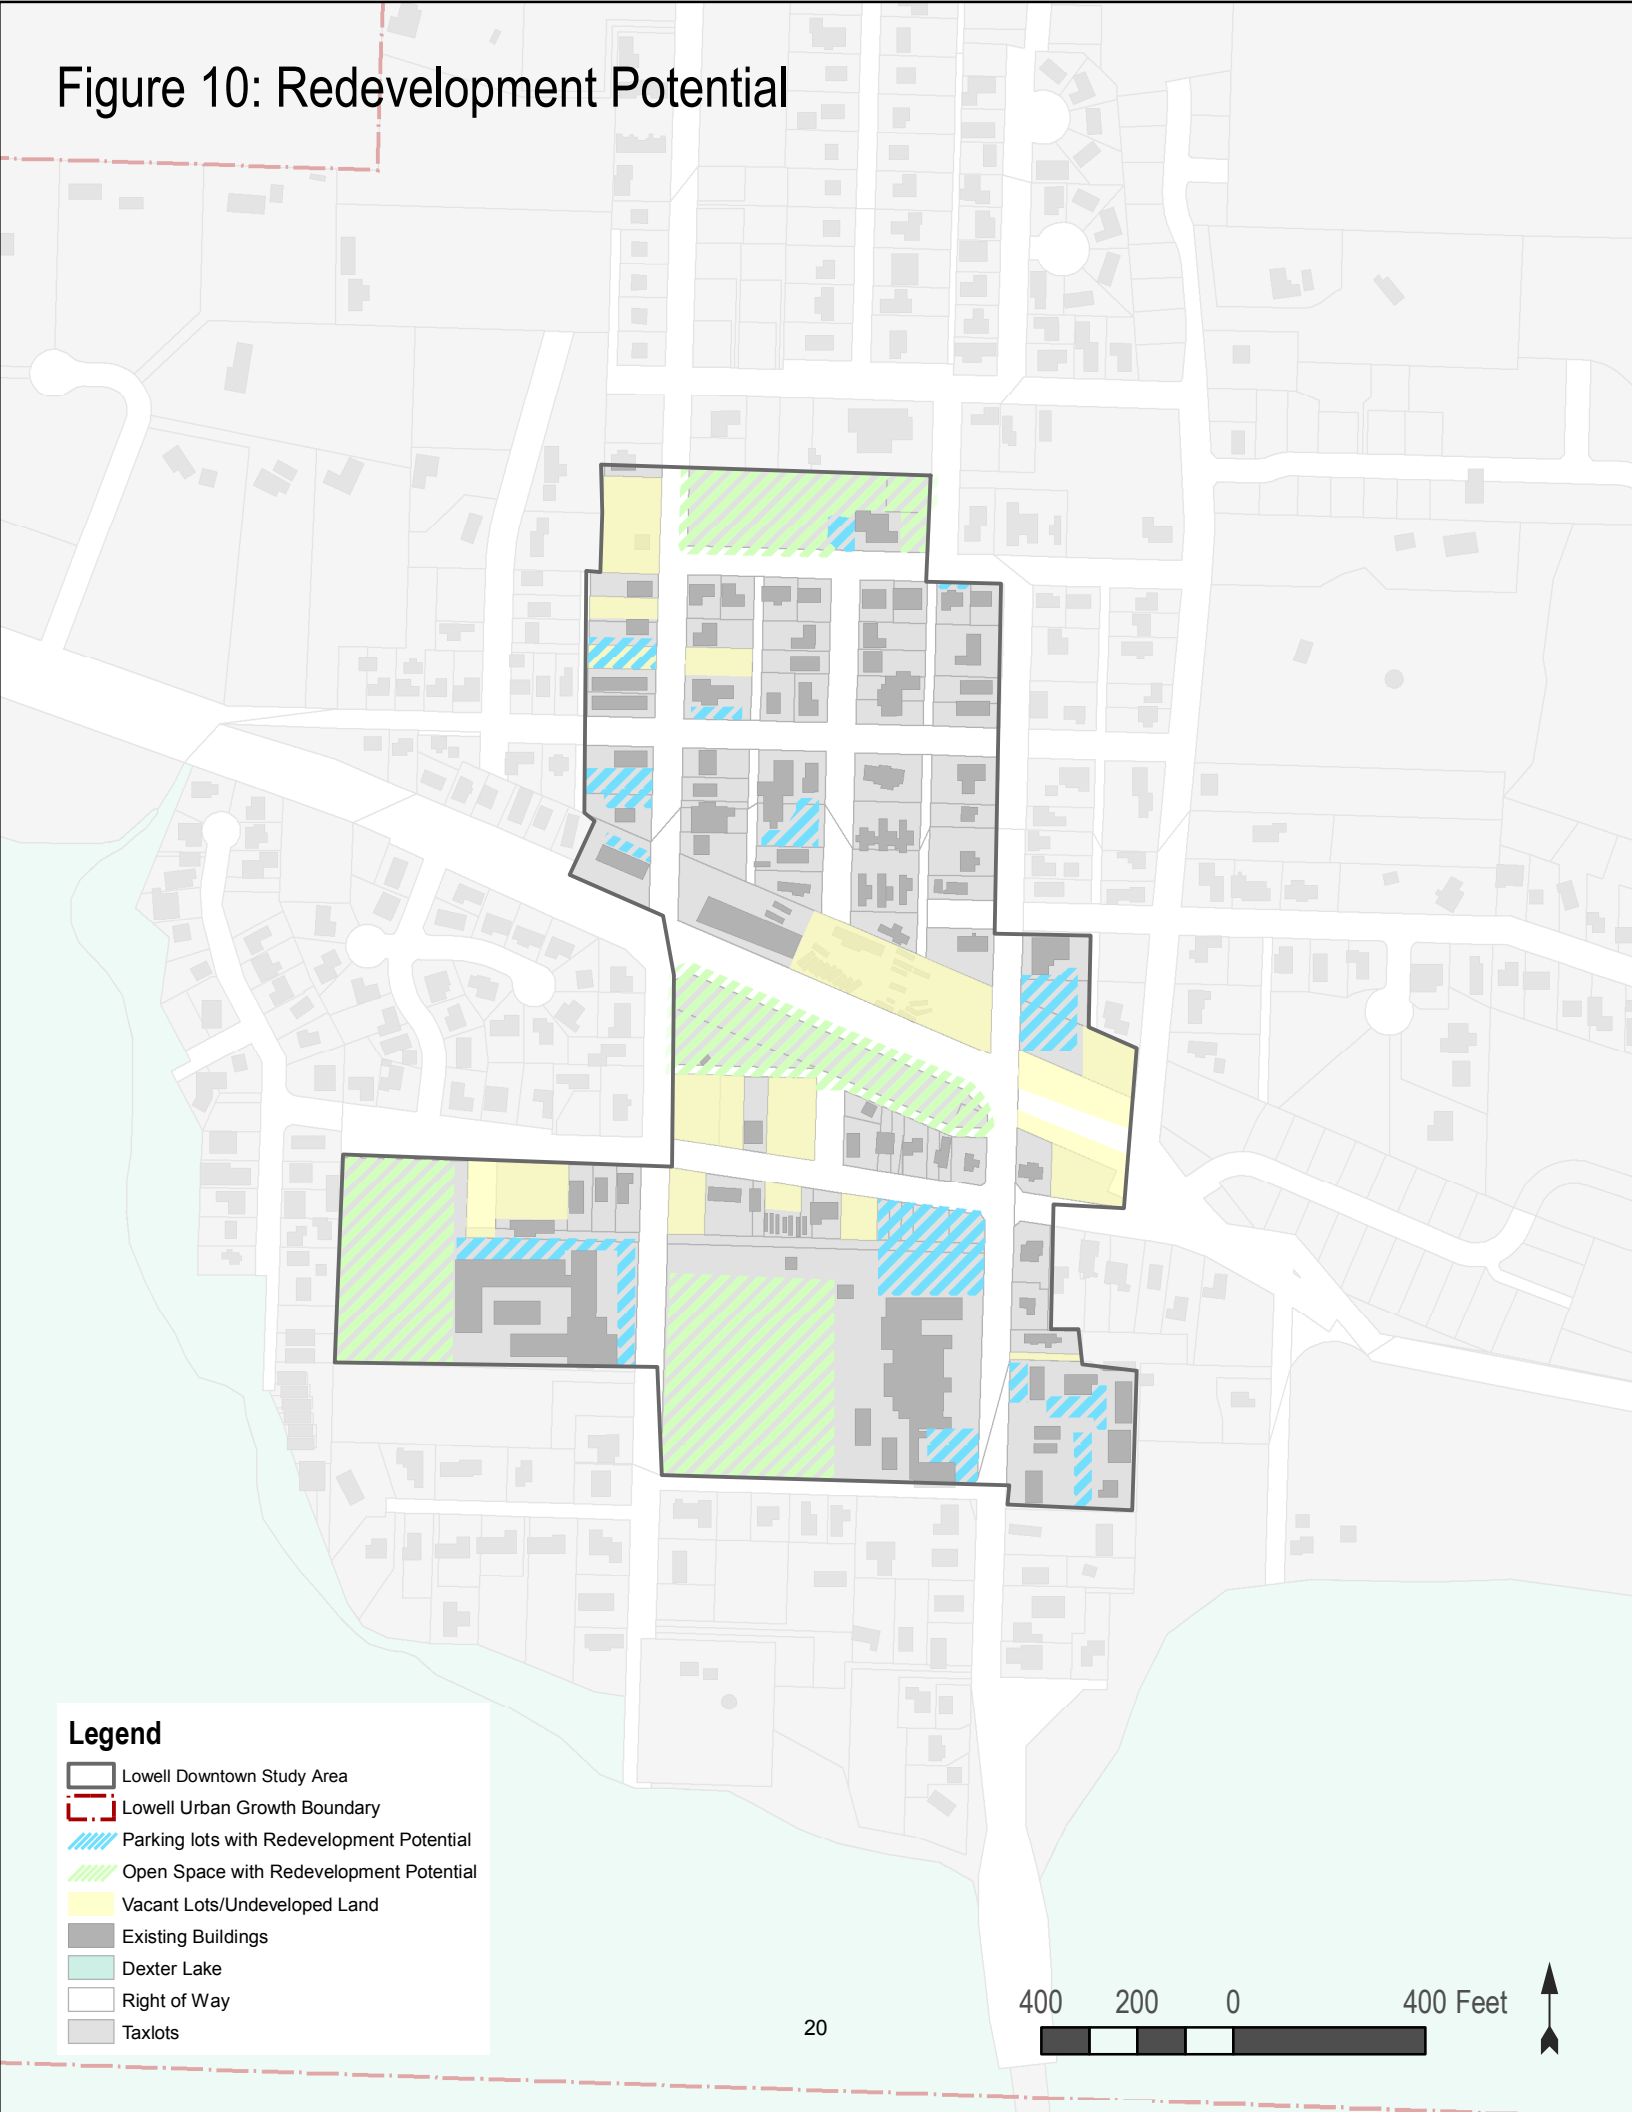 Figure 10: Redevelopment Potential
Legend
Lowell Downtown Study Area
Lowell Urban Growth Boundary
Parking lots with Redevelopment Potential
Open Space with Redevelopment Potential
Vacant Lots/Undeveloped Land
Existing Buildings
Dexter Lake
Right of Way
Taxlots
20
400 200 0 400 Feet